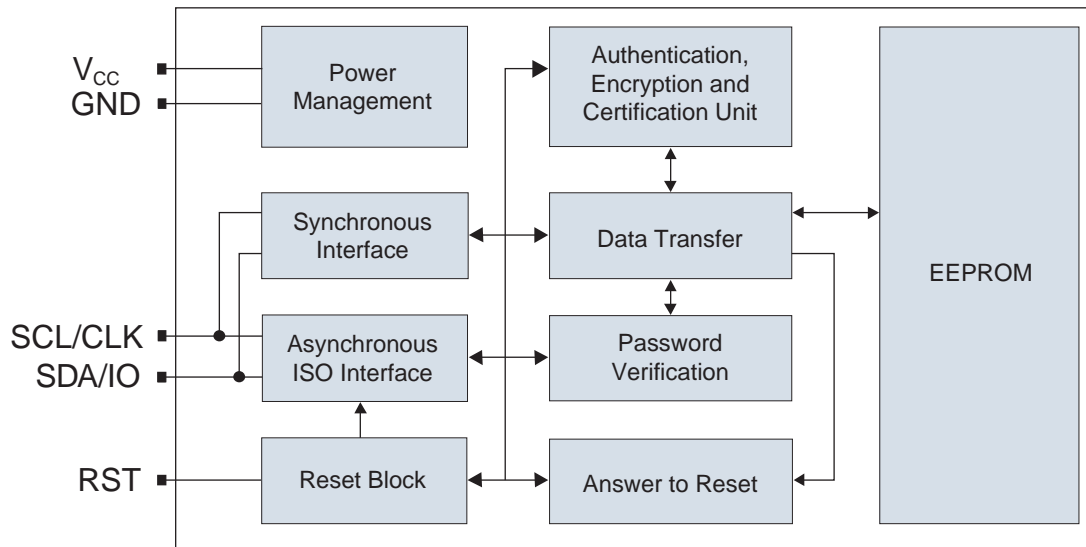 V_CC
GND
Power
Management
Authentication,
Encryption and
Certification Unit
Synchronous
Interface
Data Transfer
EEPROM
SCL/CLK
SDA/IO
Asynchronous
ISO Interface
Password
Verification
RST
Reset Block
Answer to Reset